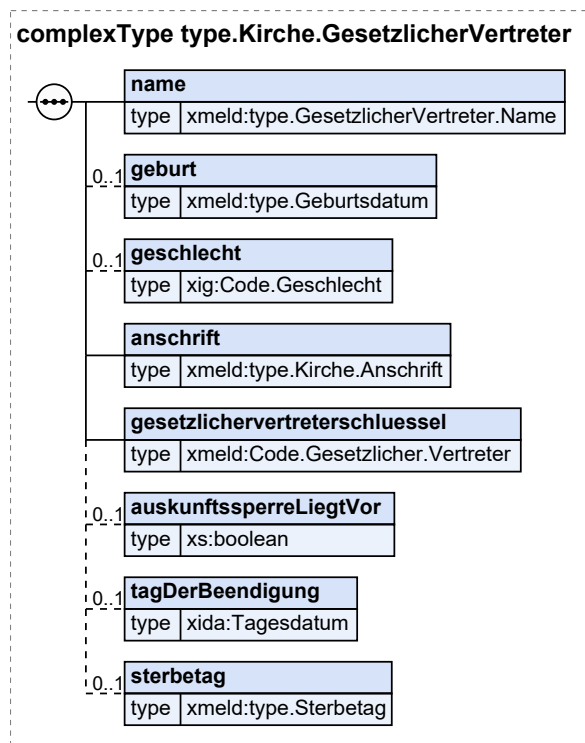 complexType type.Kirche.GesetzlicherVertreter
name
type xmeld:type.GesetzlicherVertreter.Name
0..1 geburt
type xmeld:type.Geburtsdatum
0..1 geschlecht
type xig:Code.Geschlecht
anschrift
type xmeld:type.Kirche.Anschrift
gesetzlichervertreterschluessel
type xmeld:Code.Gesetzlicher.Vertreter
0..1 auskunftssperreLiegtVor
type xs:boolean
0..1 tagDerBeendigung
type xida:Tagesdatum
0..1 sterbetag
type xmeld:type.Sterbetag